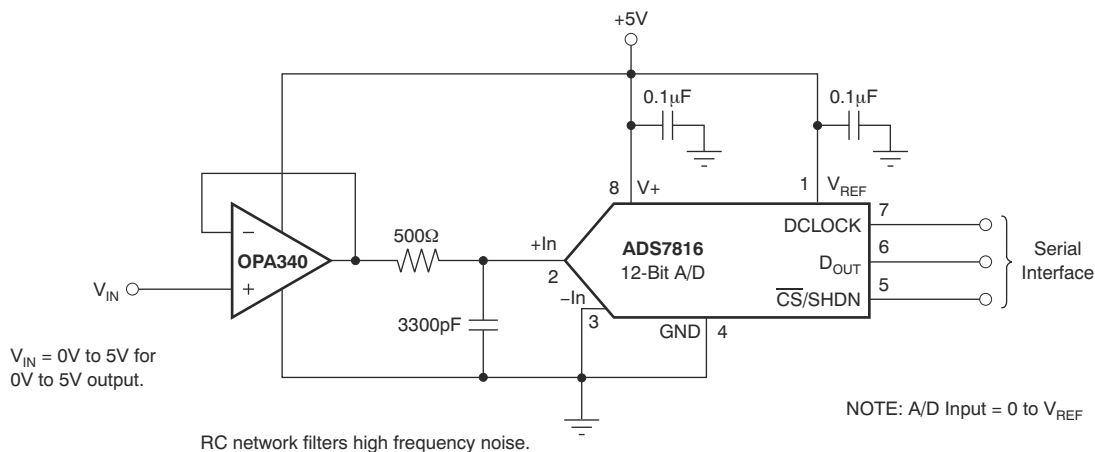 +5V
0.1μF
0.1μF
8 V+
1 VREF
500Ω
+In
2
ADS7816
12-Bit A/D
DCLOCK
7
DOUT
6
CS/SHDN
5
Serial
Interface
–
OPA340
+
VIN
–In
3
3300pF
GND
4
VIN = 0V to 5V for
0V to 5V output.
NOTE: A/D Input = 0 to VREF
RC network filters high frequency noise.